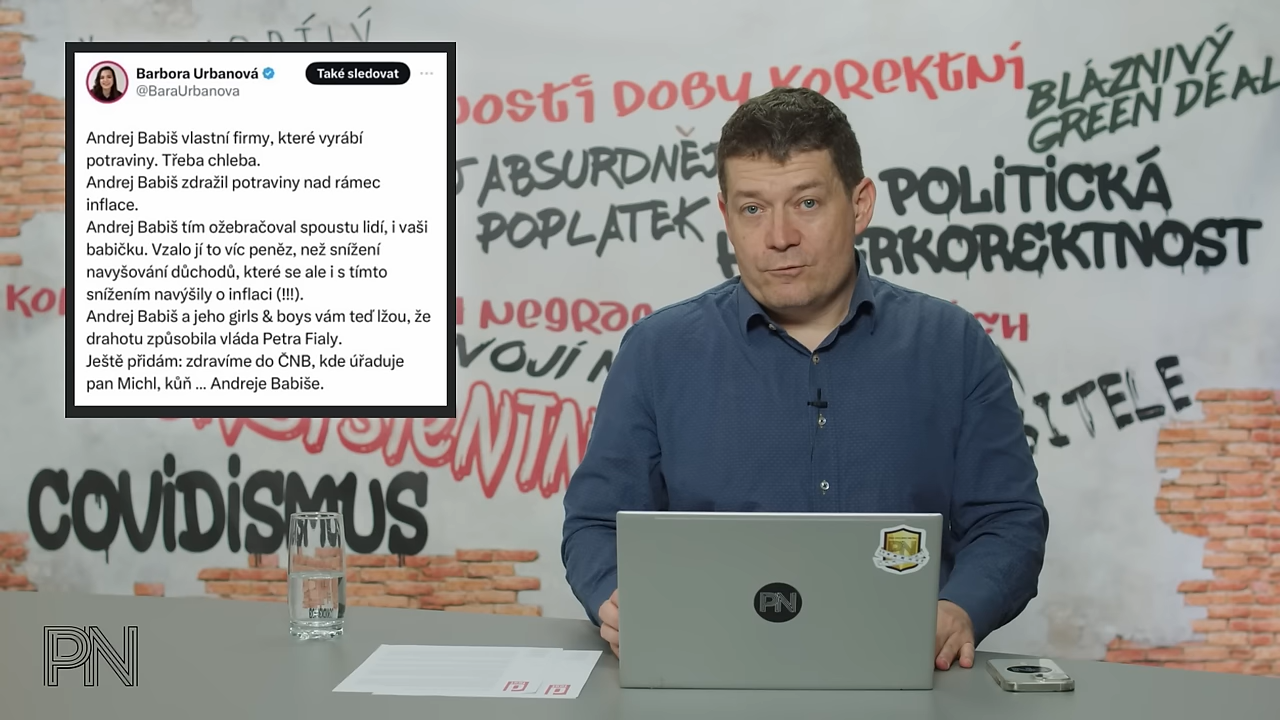 Barbora Urbanová
Také sledovat
@BaraUrbanova
Andrej Babiš vlastní firmy, které vyrábí
potraviny. Třeba chleba.
Andrej Babiš zdražil potraviny nad rámec
inflace.
Andrej Babiš tím ožebračoval spoustu lidí, i vaši
babičku. Vzalo jí to víc peněz, než snížení
navyšování důchodů, které se ale i s tímto
snížením navýšily o inflaci (!!!).
Andrej Babiš a jeho girls & boys vám teď lžou, že
drahotu způsobila vláda Petra Fialy.
Ještě přidám: zdravíme do ČNB, kde úřaduje
pan Michl, kůň ... Andreje Babiše.
DOBY KOREKTNÍ
BLÁZNIVÝ
GREEN DEAL
POPLATEK
POLITICKÁ
COVIDISMUS
PN
PN
PN